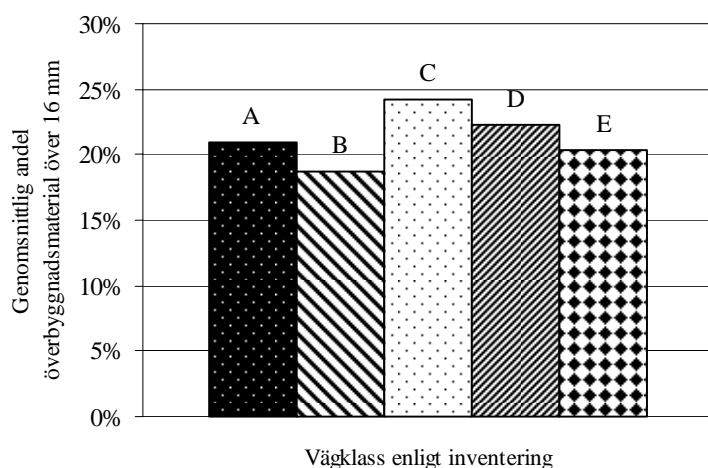 Genomsnittlig andel
överbyggnadsmaterial över 16 mm
30%
25%
20%
15%
10%
5%
0%
A
B
C
D
E
Vägklass enligt inventering